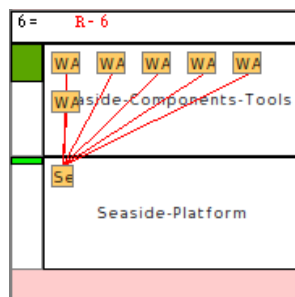 6= R-6
WA WA WA WA WA
WA aside-Components-Tools
Se
Seaside-Platform